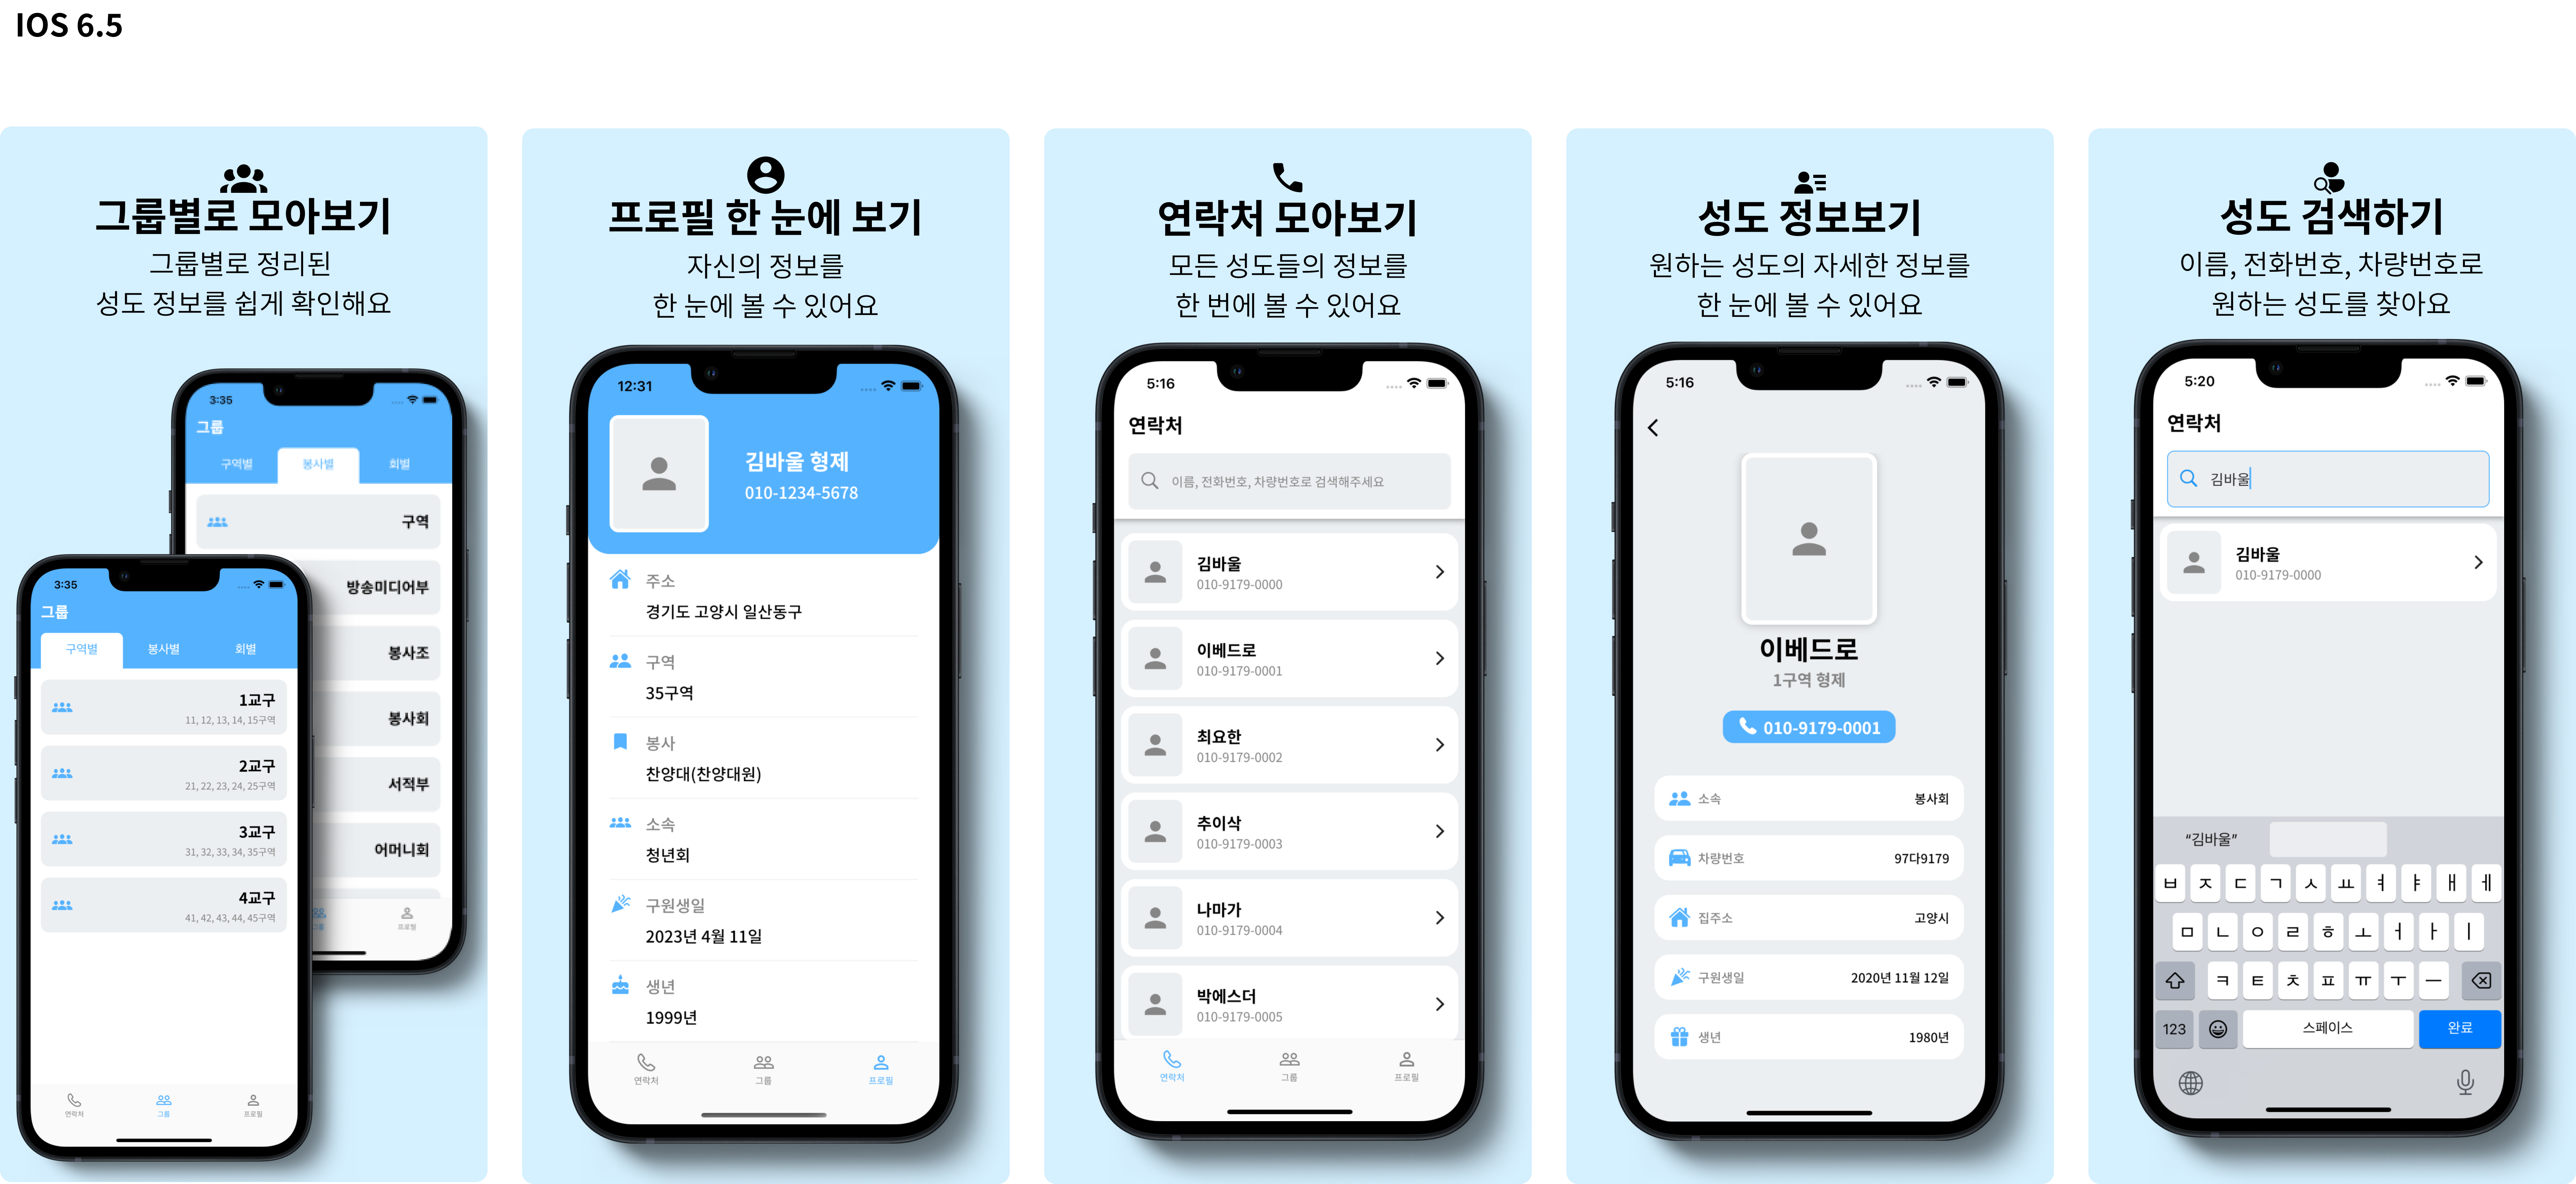 IOS 6.5
그룹별로 모아보기
그룹별로 정리된
성도 정보를 쉽게 확인해요
3:35
그룹
구역별 봉사별 회별
구역
방송미디어부
봉사조
봉사회
서적부
어머니회
그룹
프로필
3:35
그룹
구역별 봉사별 회별
1교구
11, 12, 13, 14, 15구역
2교구
21, 22, 23, 24, 25구역
3교구
31, 32, 33, 34, 35구역
4교구
41, 42, 43, 44, 45구역
연락처 그룹 프로필
프로필 한 눈에 보기
자신의 정보를
한 눈에 볼 수 있어요
12:31
김바울 형제
010-1234-5678
주소
경기도 고양시 일산동구
구역
35구역
봉사
찬양대(찬양대원)
소속
청년회
구원생일
2023년 4월 11일
생년
1999년
연락처 그룹 프로필
연락처 모아보기
모든 성도들의 정보를
한 번에 볼 수 있어요
5:16
연락처
이름, 전화번호, 차량번호로 검색해주세요
김바울
010-9179-0000
이베드로
010-9179-0001
최요한
010-9179-0002
추이삭
010-9179-0003
나마가
010-9179-0004
박에스더
010-9179-0005
연락처 그룹 프로필
성도 정보보기
원하는 성도의 자세한 정보를
한 눈에 볼 수 있어요
5:16
이베드로
1구역 형제
010-9179-0001
소속 봉사회
차량번호 97다9179
집주소 고양시
구원생일 2020년 11월 12일
생년 1980년
성도 검색하기
이름, 전화번호, 차량번호로
원하는 성도를 찾아요
5:20
연락처
김바울
김바울
010-9179-0000
“김바울”
ㅂ ㅈ ㄷ ㄱ ㅅ ㅛ ㅕ ㅑ ㅐ ㅔ
ㅁ ㄴ ㅇ ㄹ ㅎ ㅗ ㅓ ㅏ ㅣ
ㅋ ㅌ ㅊ ㅍ ㅠ ㅜ ㅡ
123 스페이스 완료